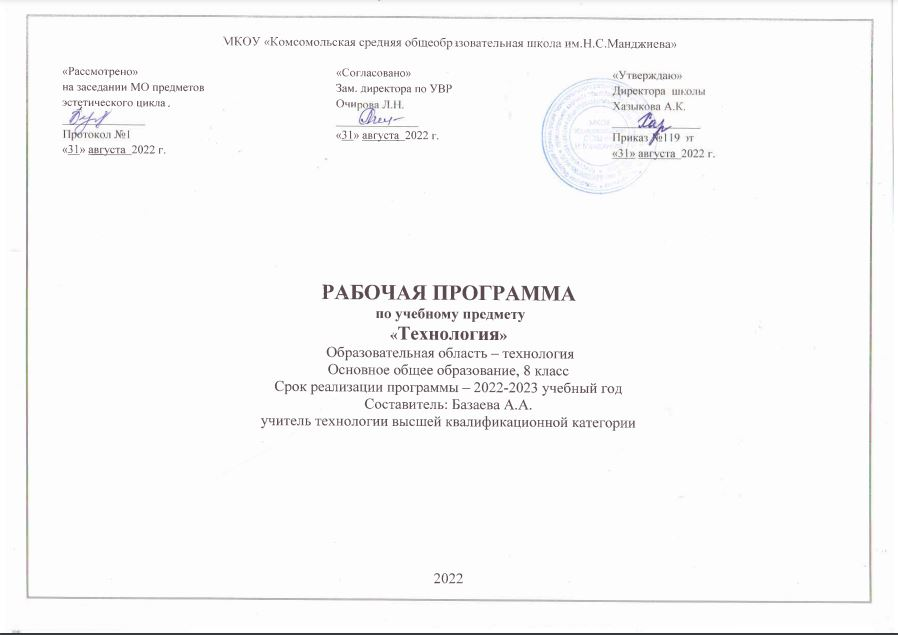 МКОУ «Комсомольская средняя общеобразовательная школа им.Н.С.Манджиева»
«Рассмотрено»
на заседании МО предметов
эстетического цикла .
Протокол №1
«31» августа 2022 г.
«Согласовано»
Зам. директора по УВР
Очирова Л.Н.
«31» августа 2022 г.
«Утверждаю»
Директора школы
Хазыкова А.К.
Приказ №119 эт
«31» августа 2022 г.
РАБОЧАЯ ПРОГРАММА
по учебному предмету
«Технология»
Образовательная область – технология
Основное общее образование, 8 класс
Срок реализации программы – 2022-2023 учебный год
Составитель: Базаева А.А.
учитель технологии высшей квалификационной категории
2022